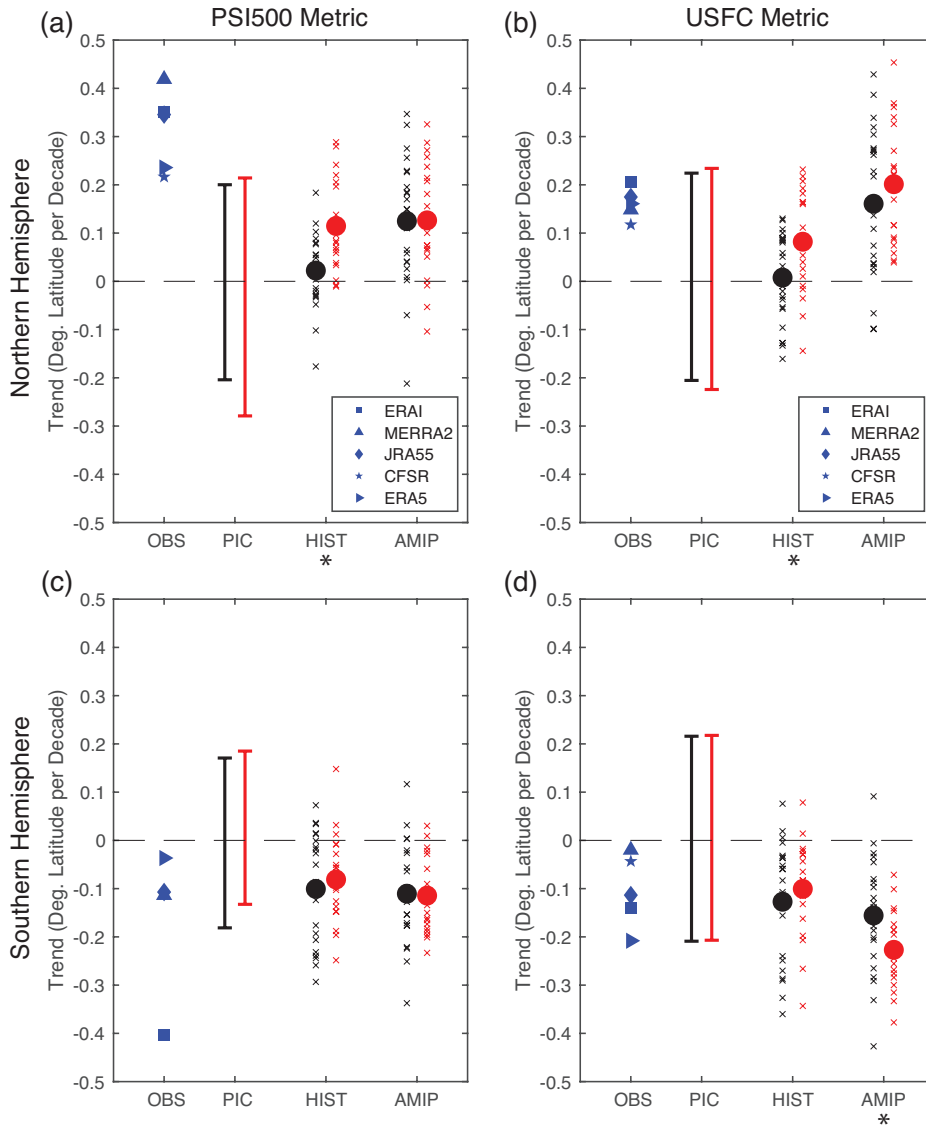 PSI500 Metric
USFC Metric
(a)
(b)
Northern Hemisphere
Trend (Deg. Latitude per Decade)
0.5
0.4
0.3
0.2
0.1
0
-0.1
-0.2
-0.3
-0.4
-0.5
ERAI
MERRA2
JRA55
CFSR
ERA5
OBS PIC HIST AMIP
*
Trend (Deg. Latitude per Decade)
0.5
0.4
0.3
0.2
0.1
0
-0.1
-0.2
-0.3
-0.4
-0.5
ERAI
MERRA2
JRA55
CFSR
ERA5
OBS PIC HIST AMIP
*
(c)
(d)
Southern Hemisphere
Trend (Deg. Latitude per Decade)
0.5
0.4
0.3
0.2
0.1
0
-0.1
-0.2
-0.3
-0.4
-0.5
OBS PIC HIST AMIP
Trend (Deg. Latitude per Decade)
0.5
0.4
0.3
0.2
0.1
0
-0.1
-0.2
-0.3
-0.4
-0.5
OBS PIC HIST AMIP
*